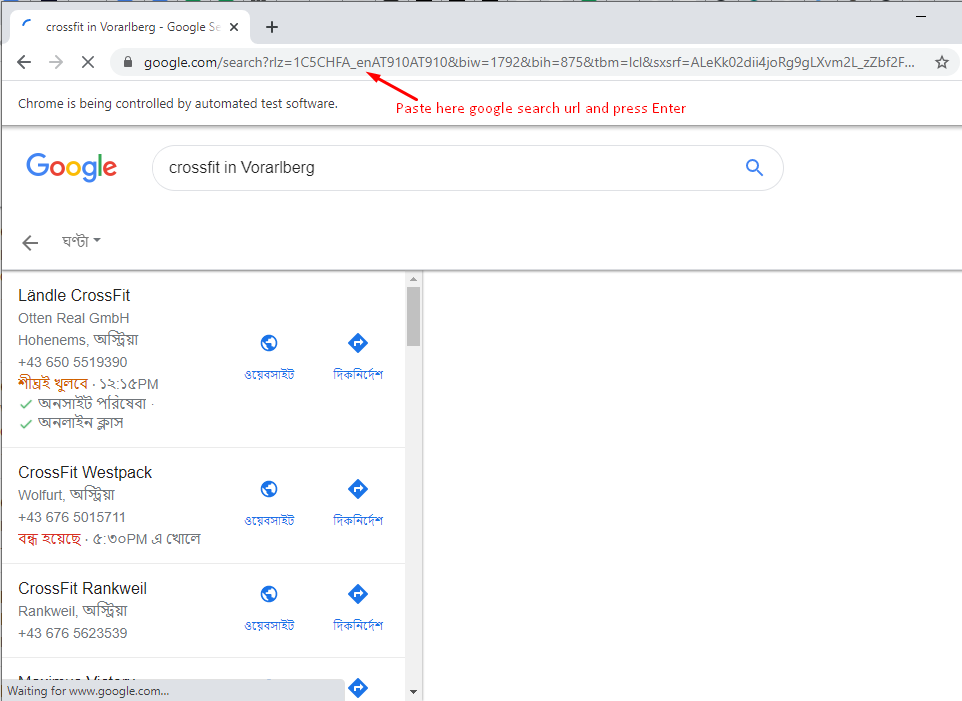 crossfit in Vorarlberg - Google Se
google.com/search?rlz=1C5CHFA_enAT910AT910&biw=1792&bih=875&tbm=lcl&sxsrf=ALeKk02dii4joRg9gLXvm2L_zZbf2F...
Chrome is being controlled by automated test software.
Paste here google search url and press Enter
Google
crossfit in Vorarlberg
ঘণ্টা
Ländle CrossFit
Otten Real GmbH
Hohenems, অস্ট্রিয়া
+43 650 5519390
শীঘ্রই খুলবে · ১২:১৫PM
অনসাইট পরিষেবা ·
অনলাইন ক্লাস
ওয়েবসাইট
দিকনির্দেশ
CrossFit Westpack
Wolfurt, অস্ট্রিয়া
+43 676 5015711
বন্ধ হয়েছে · ৫:৩০PM এ খোলে
ওয়েবসাইট
দিকনির্দেশ
CrossFit Rankweil
Rankweil, অস্ট্রিয়া
+43 676 5623539
ওয়েবসাইট
দিকনির্দেশ
Waiting for www.google.com...